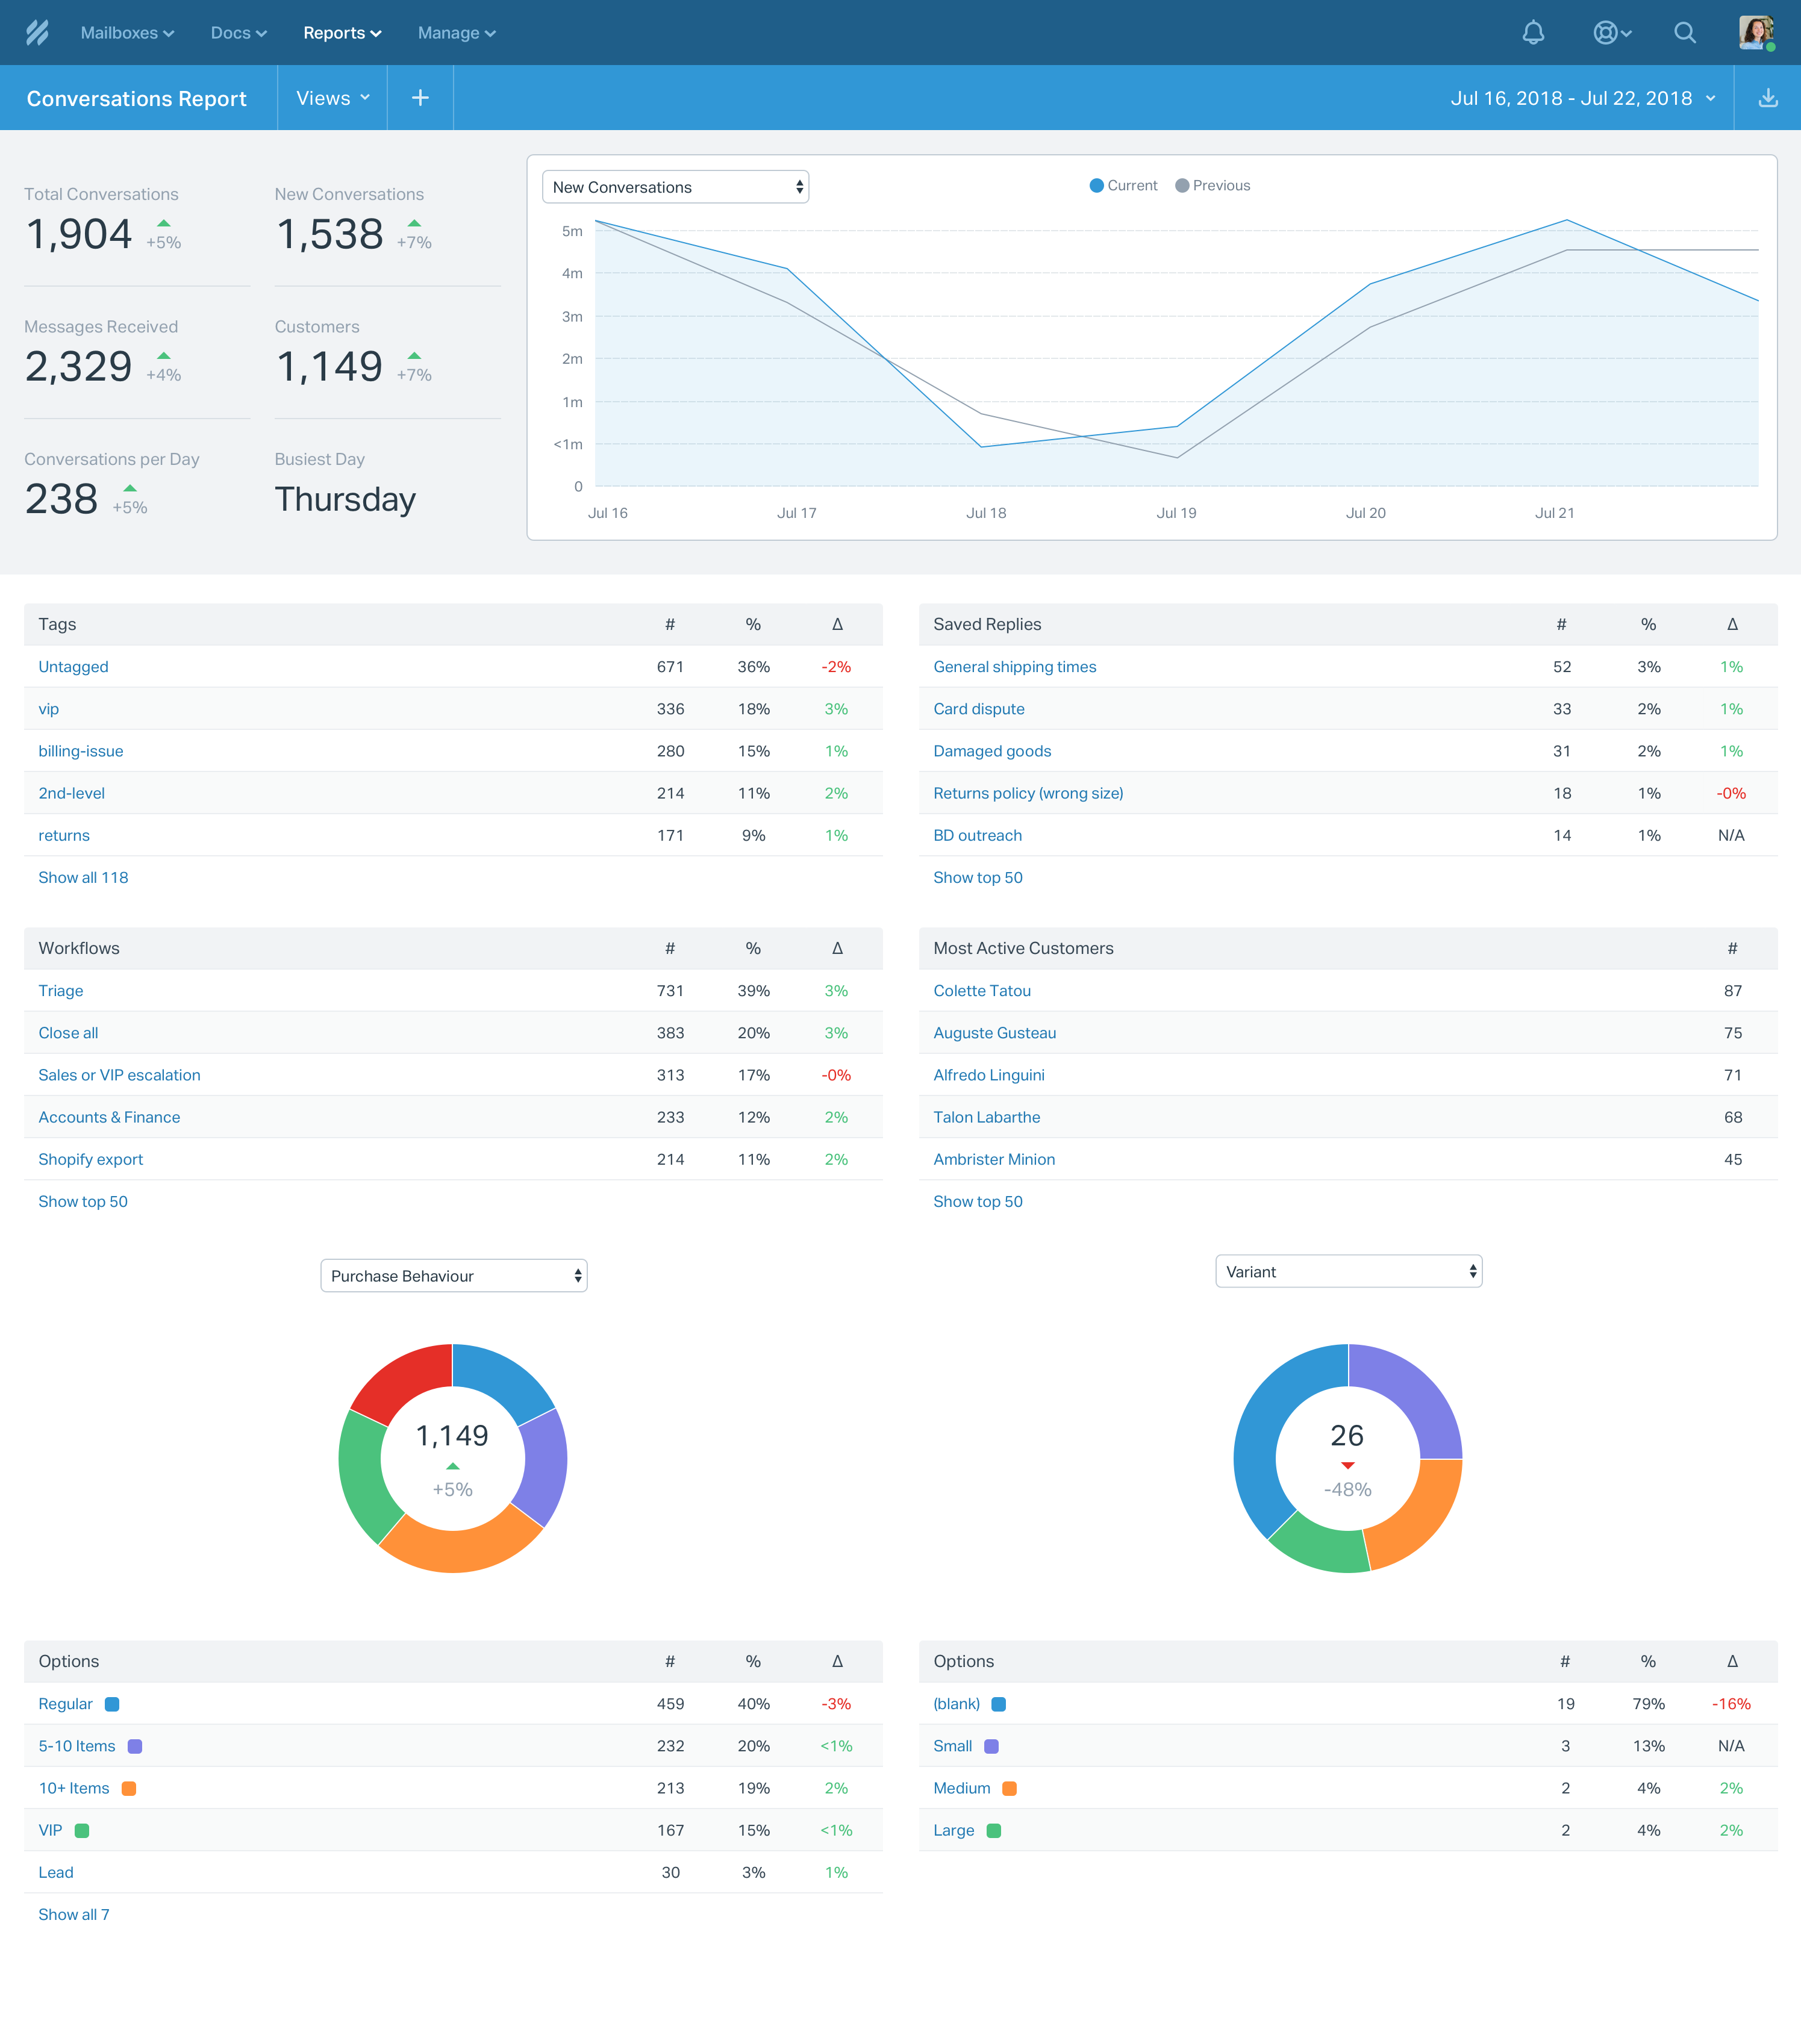 Mailboxes Docs Reports Manage
Conversations Report Views + Jul 16, 2018 - Jul 22, 2018
Total Conversations
1,904 +5%
New Conversations
1,538 +7%
Messages Received
2,329 +4%
Customers
1,149 +7%
Conversations per Day
238 +5%
Busiest Day
Thursday
New Conversations
Current Previous
5m
4m
3m
2m
1m
<1m
0
Jul 16 Jul 17 Jul 18 Jul 19 Jul 20 Jul 21
Tags # % Δ
Untagged 671 36% -2%
vip 336 18% 3%
billing-issue 280 15% 1%
2nd-level 214 11% 2%
returns 171 9% 1%
Show all 118
Saved Replies # % Δ
General shipping times 52 3% 1%
Card dispute 33 2% 1%
Damaged goods 31 2% 1%
Returns policy (wrong size) 18 1% -0%
BD outreach 14 1% N/A
Show top 50
Workflows # % Δ
Triage 731 39% 3%
Close all 383 20% 3%
Sales or VIP escalation 313 17% -0%
Accounts & Finance 233 12% 2%
Shopify export 214 11% 2%
Show top 50
Most Active Customers #
Colette Tatou 87
Auguste Gusteau 75
Alfredo Linguini 71
Talon Labarthe 68
Ambrister Minion 45
Show top 50
Purchase Behaviour
1,149
+5%
Variant
26
-48%
Options # % Δ
Regular 459 40% -3%
5-10 Items 232 20% <1%
10+ Items 213 19% 2%
VIP 167 15% <1%
Lead 30 3% 1%
Show all 7
Options # % Δ
(blank) 19 79% -16%
Small 3 13% N/A
Medium 2 4% 2%
Large 2 4% 2%